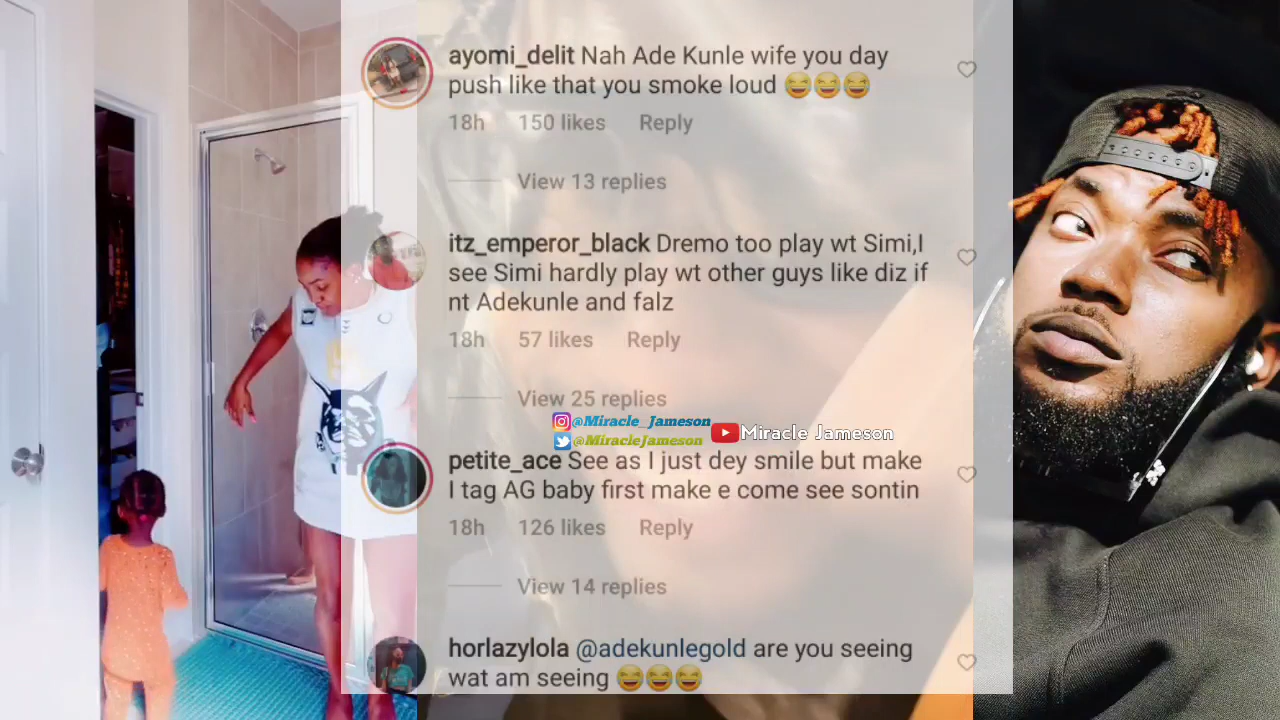 ayomi_delit Nah Ade Kunle wife you day
push like that you smoke loud 😆😆😆
18h 150 likes Reply
View 13 replies
itz_emperor_black Dremo too play wt Simi,I
see Simi hardly play wt other guys like diz if
nt Adekunle and falz
18h 57 likes Reply
View 25 replies
@Miracle_Jameson
@MiracleJameson
Miracle Jameson
petite_ace See as I just dey smile but make
I tag AG baby first make e come see sontin
18h 126 likes Reply
View 14 replies
horlazylola @adekunlegold are you seeing
wat am seeing 😂😂😂